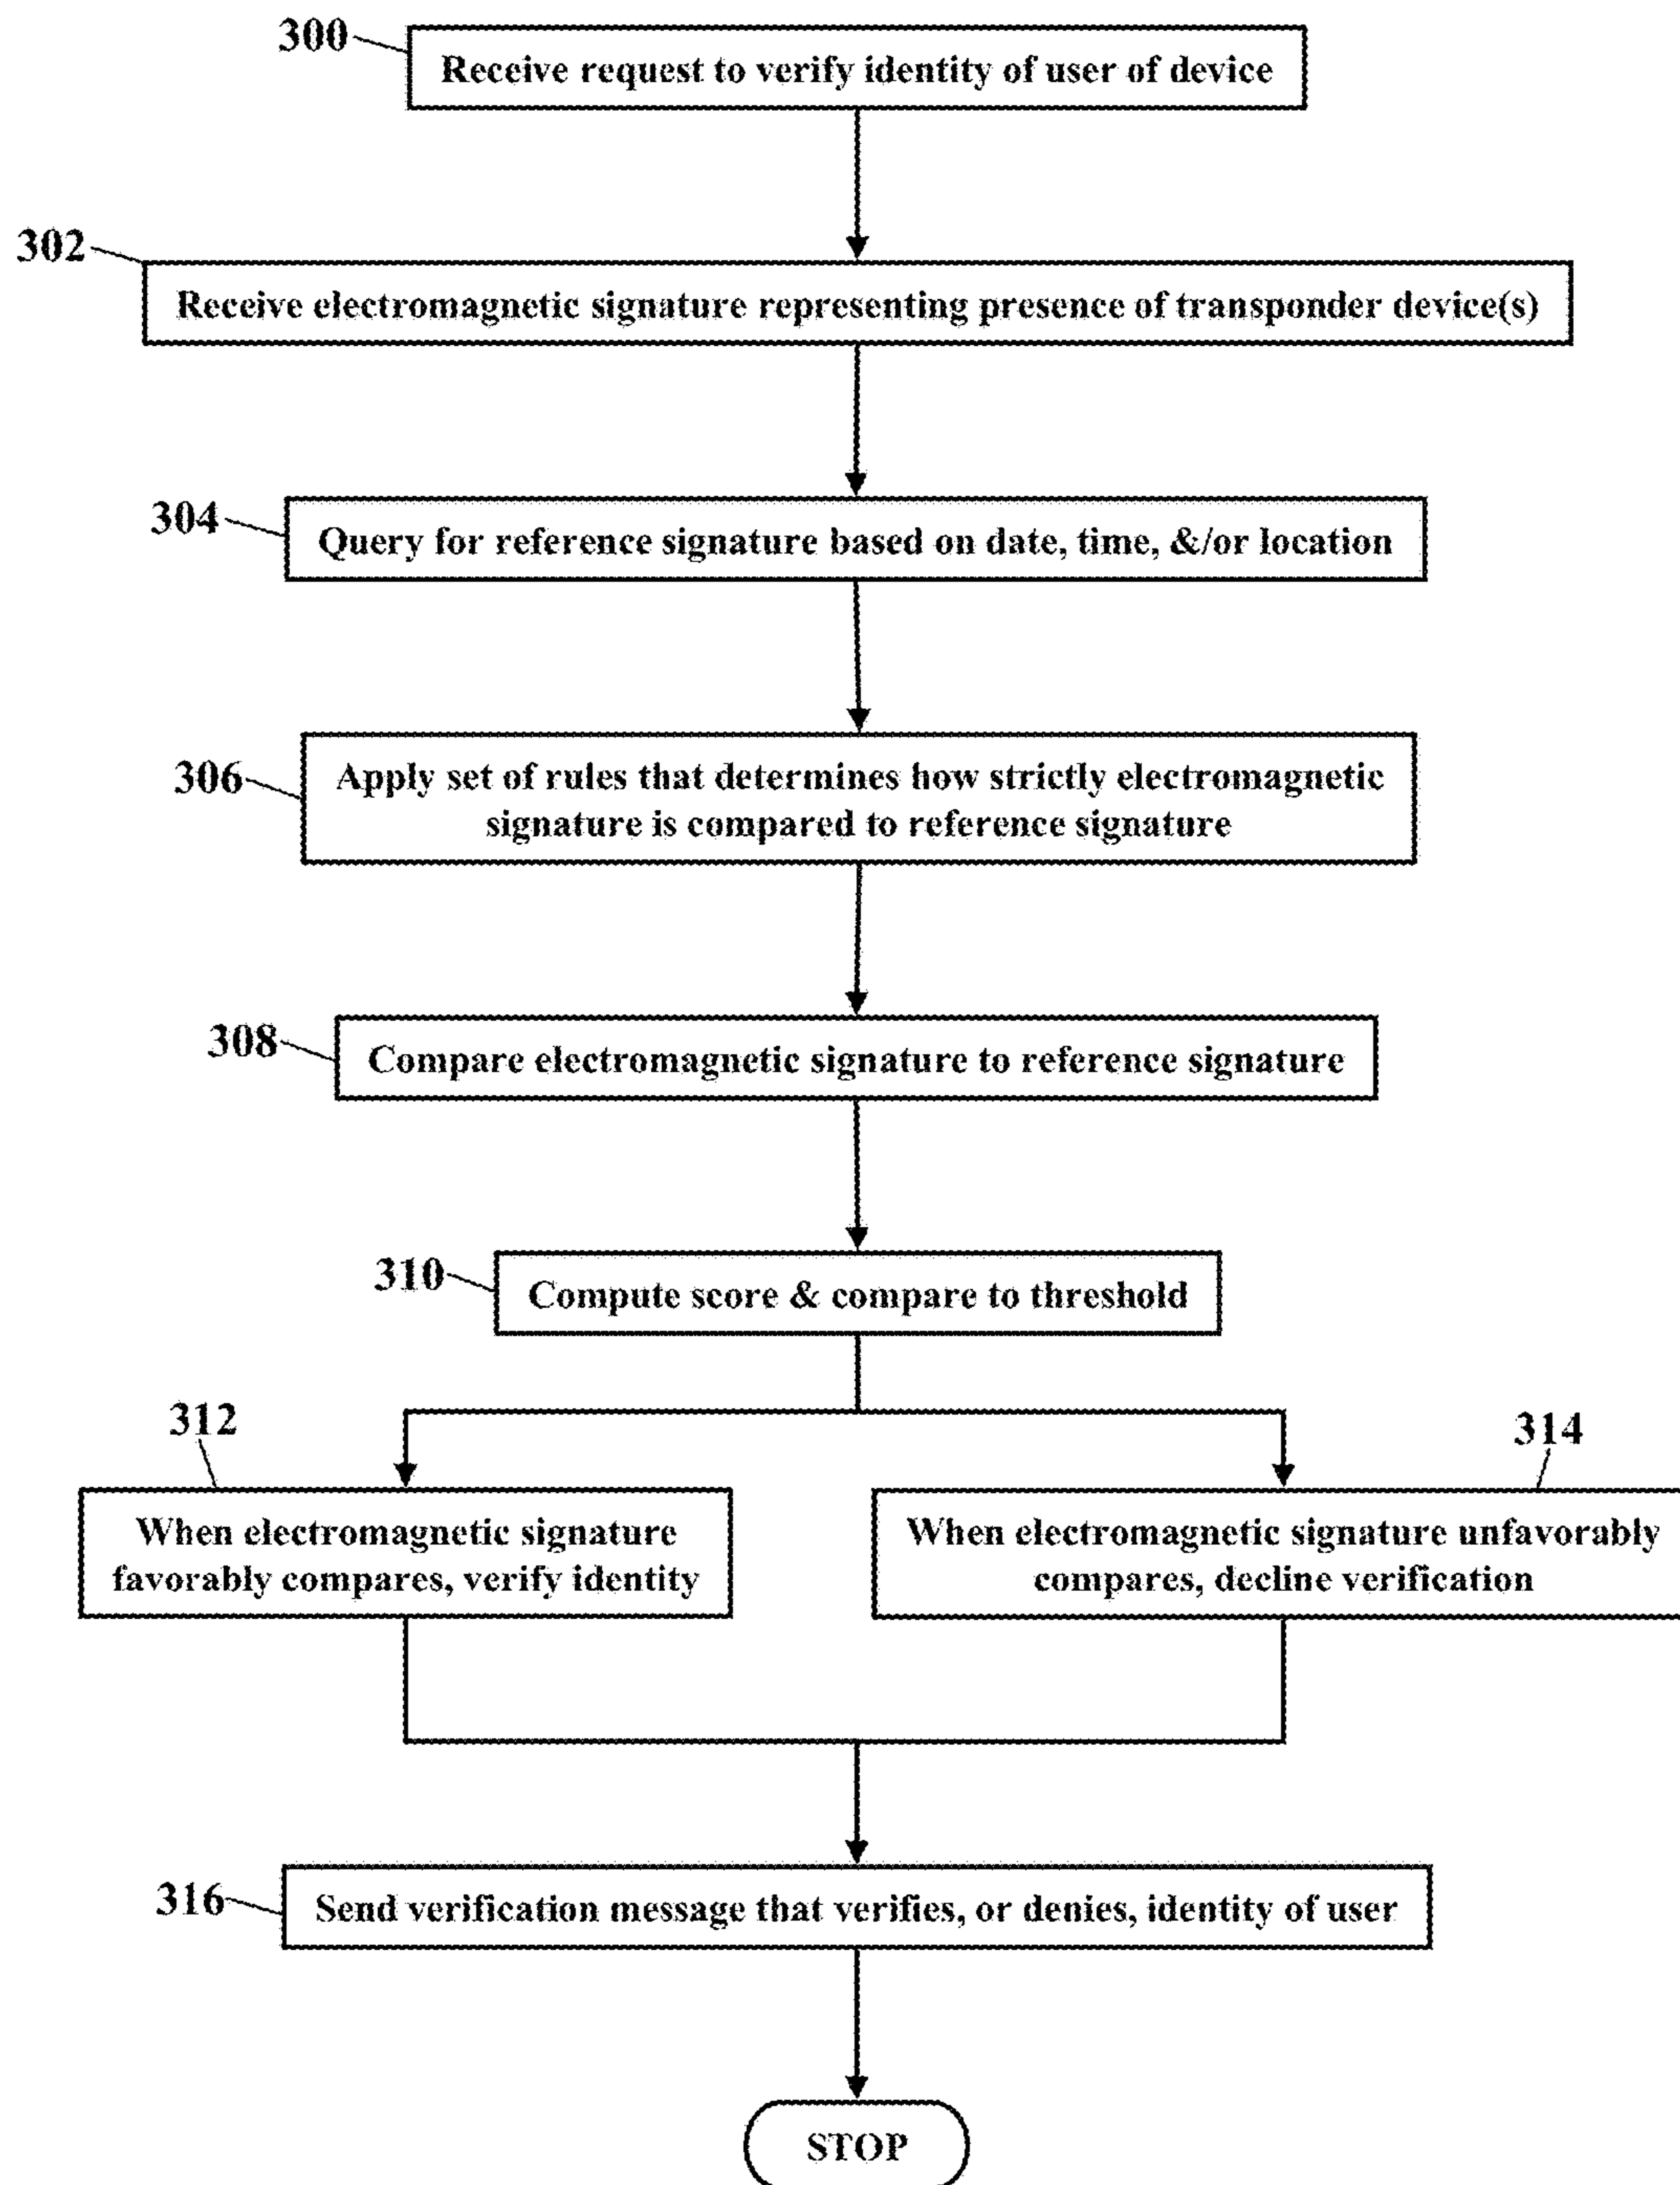 300
Receive request to verify identity of user of device
302
Receive electromagnetic signature representing presence of transponder device(s)
304
Query for reference signature based on date, time, &/or location
306
Apply set of rules that determines how strictly electromagnetic
signature is compared to reference signature
308
Compare electromagnetic signature to reference signature
310
Compute score & compare to threshold
312
When electromagnetic signature
favorably compares, verify identity
314
When electromagnetic signature unfavorably
compares, decline verification
316
Send verification message that verifies, or denies, identity of user
STOP